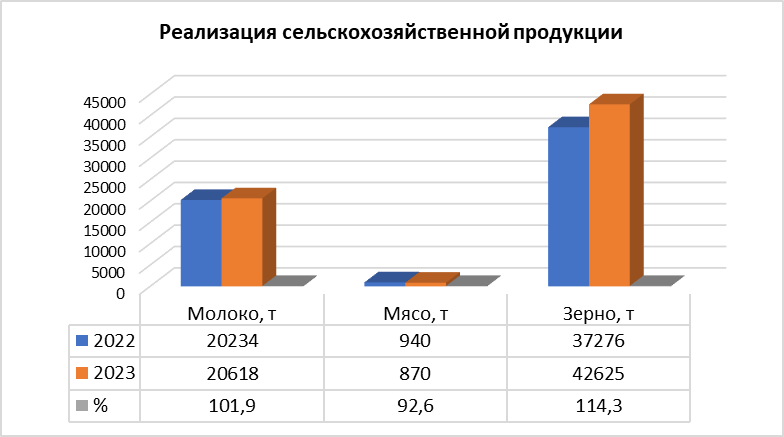 Реализация сельскохозяйственной продукции
45000
40000
35000
30000
25000
20000
15000
10000
5000
0
Молоко, т Мясо, т Зерно, т
2022 20234 940 37276
2023 20618 870 42625
% 101,9 92,6 114,3